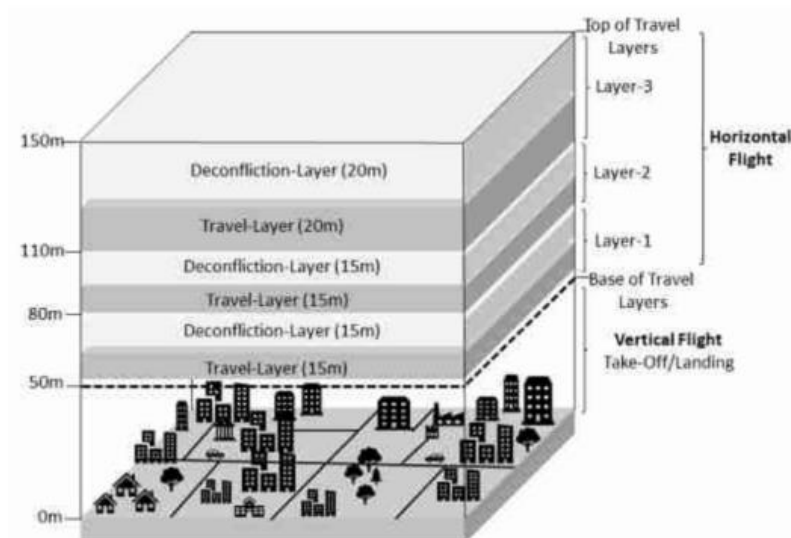 Top of Travel
Layers
Layer-3
150m
Horizontal
Flight
Deconfliction-Layer (20m)
Layer-2
Travel-Layer (20m)
Layer-1
110m
Deconfliction-Layer (15m)
Base of Travel
Layers
Travel-Layer (15m)
80m
Deconfliction-Layer (15m)
Vertical Flight
Take-Off/Landing
Travel-Layer (15m)
50m
0m